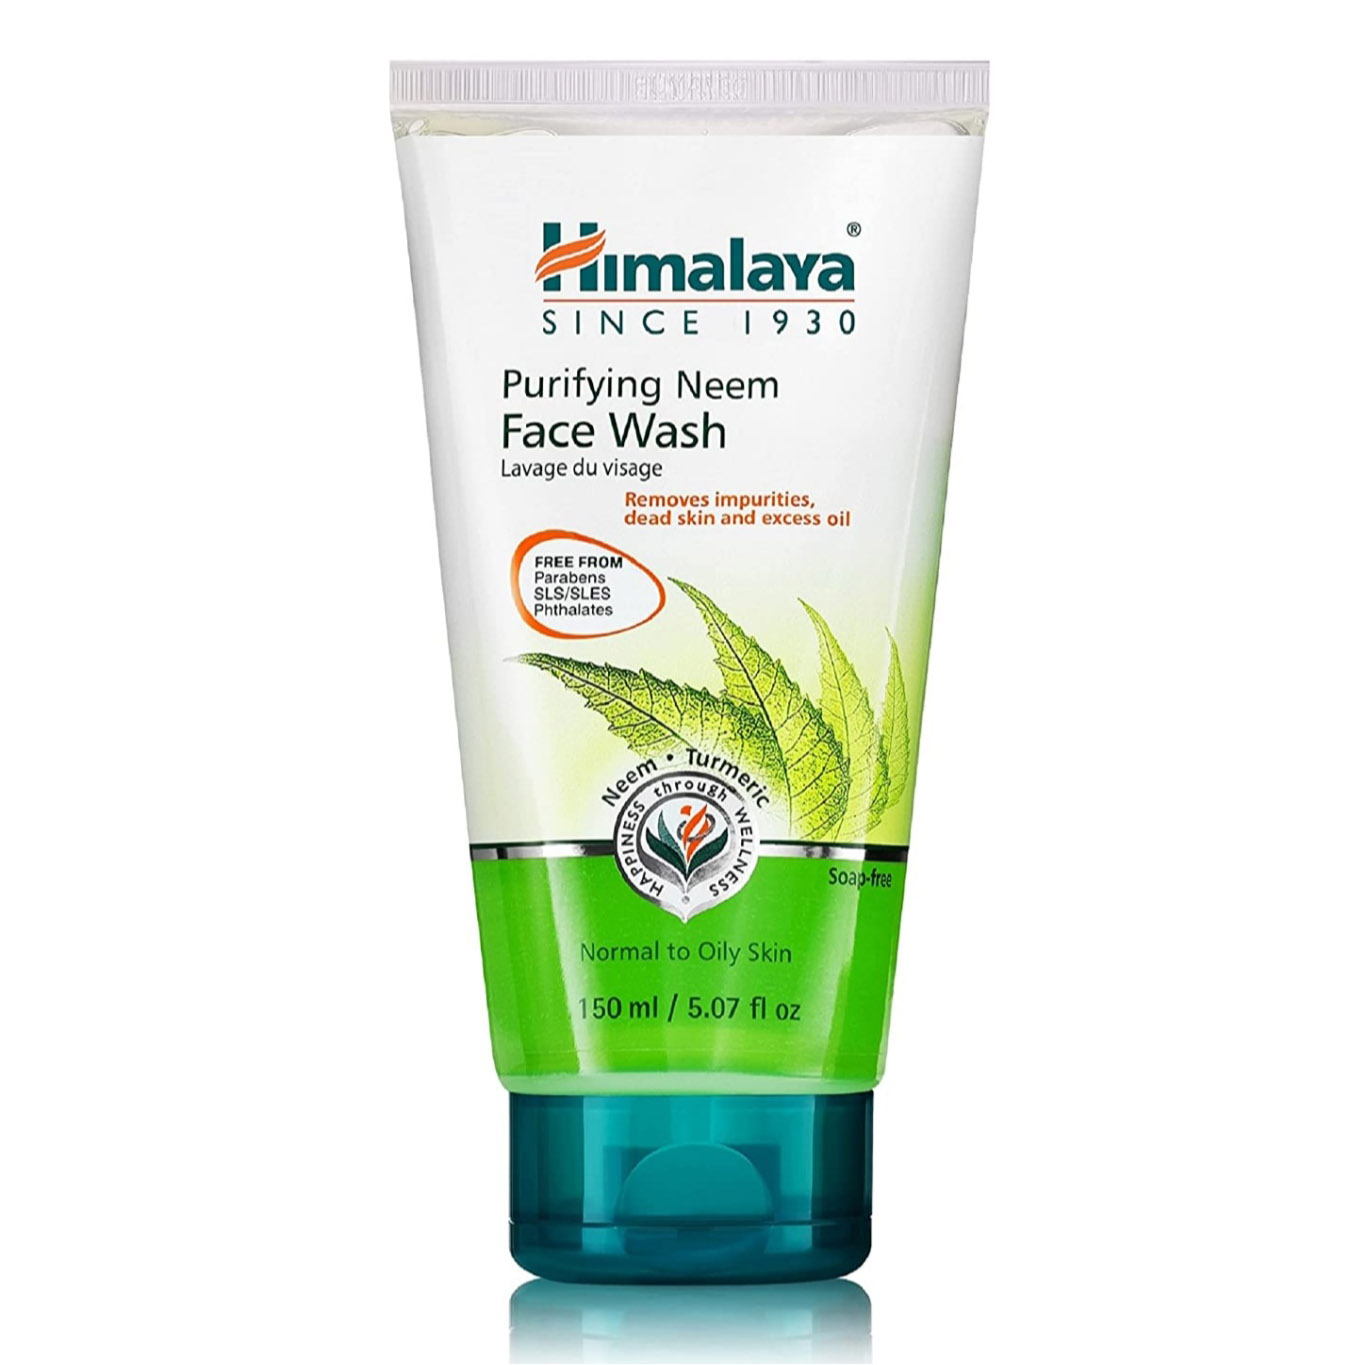 Himalaya®
SINCE 1930
Purifying Neem
Face Wash
Lavage du visage
Removes impurities,
dead skin and excess oil
FREE FROM
Parabens
SLS/SLES
Phthalates
Neem • Turmeric
HAPPINESS through WELLNESS
Soap-free
Normal to Oily Skin
150 ml / 5.07 fl oz